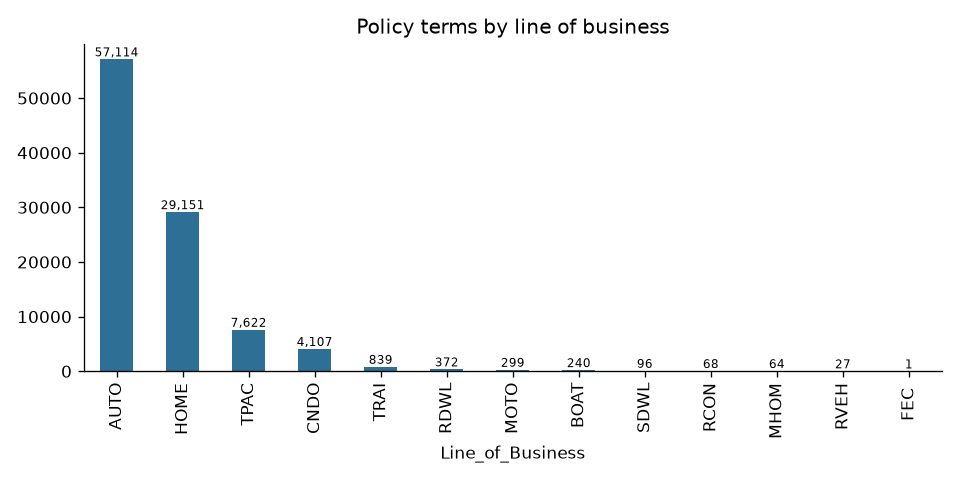 Policy terms by line of business
57,114
29,151
7,622
4,107
839
372
299
240
96
68
64
27
1
50000
40000
30000
20000
10000
0
AUTO
HOME
TPAC
CNDO
TRAI
RDWL
MOTO
BOAT
SDWL
RCON
MHOM
RVEH
FEC
Line_of_Business